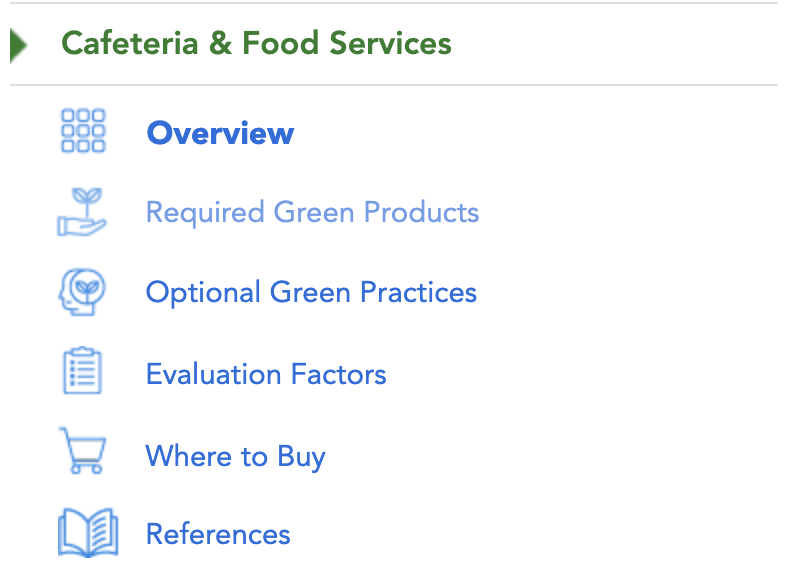 Cafeteria & Food Services
Overview
Required Green Products
Optional Green Practices
Evaluation Factors
Where to Buy
References